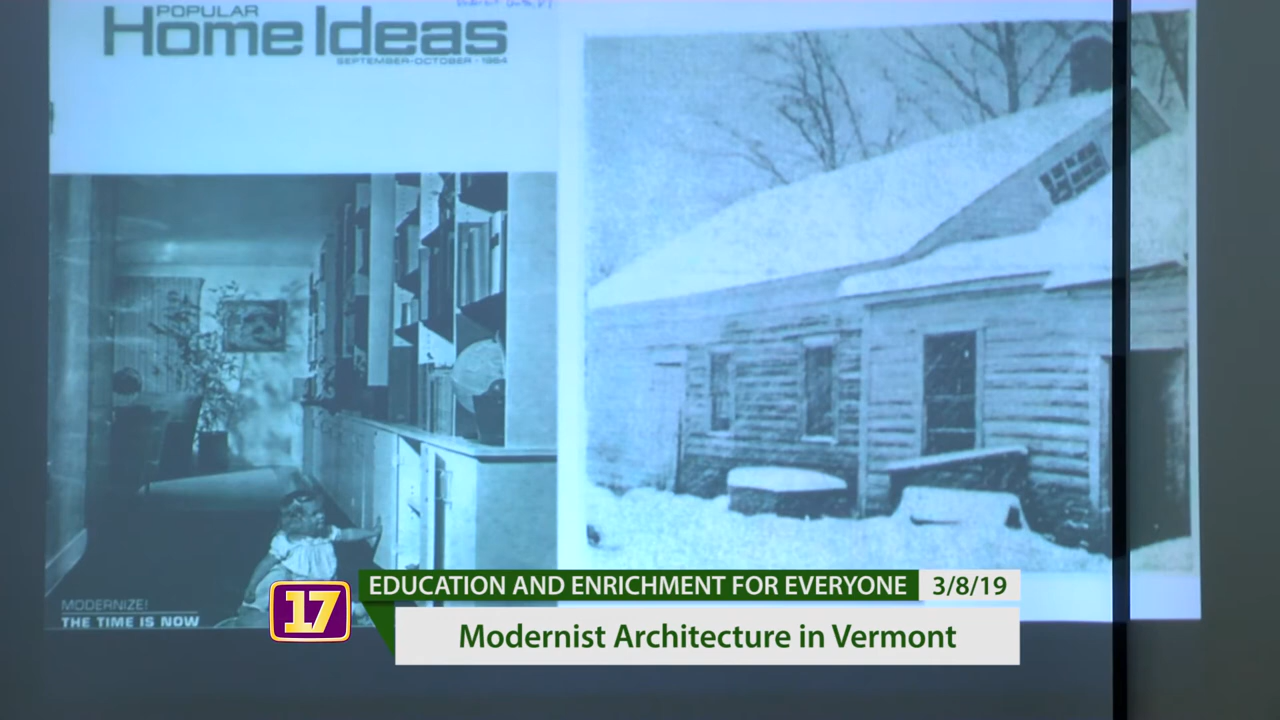 POPULAR
Home Ideas
SEPTEMBER-OCTOBER · 1964
MODERNIZE!
THE TIME IS NOW
17
EDUCATION AND ENRICHMENT FOR EVERYONE
3/8/19
Modernist Architecture in Vermont